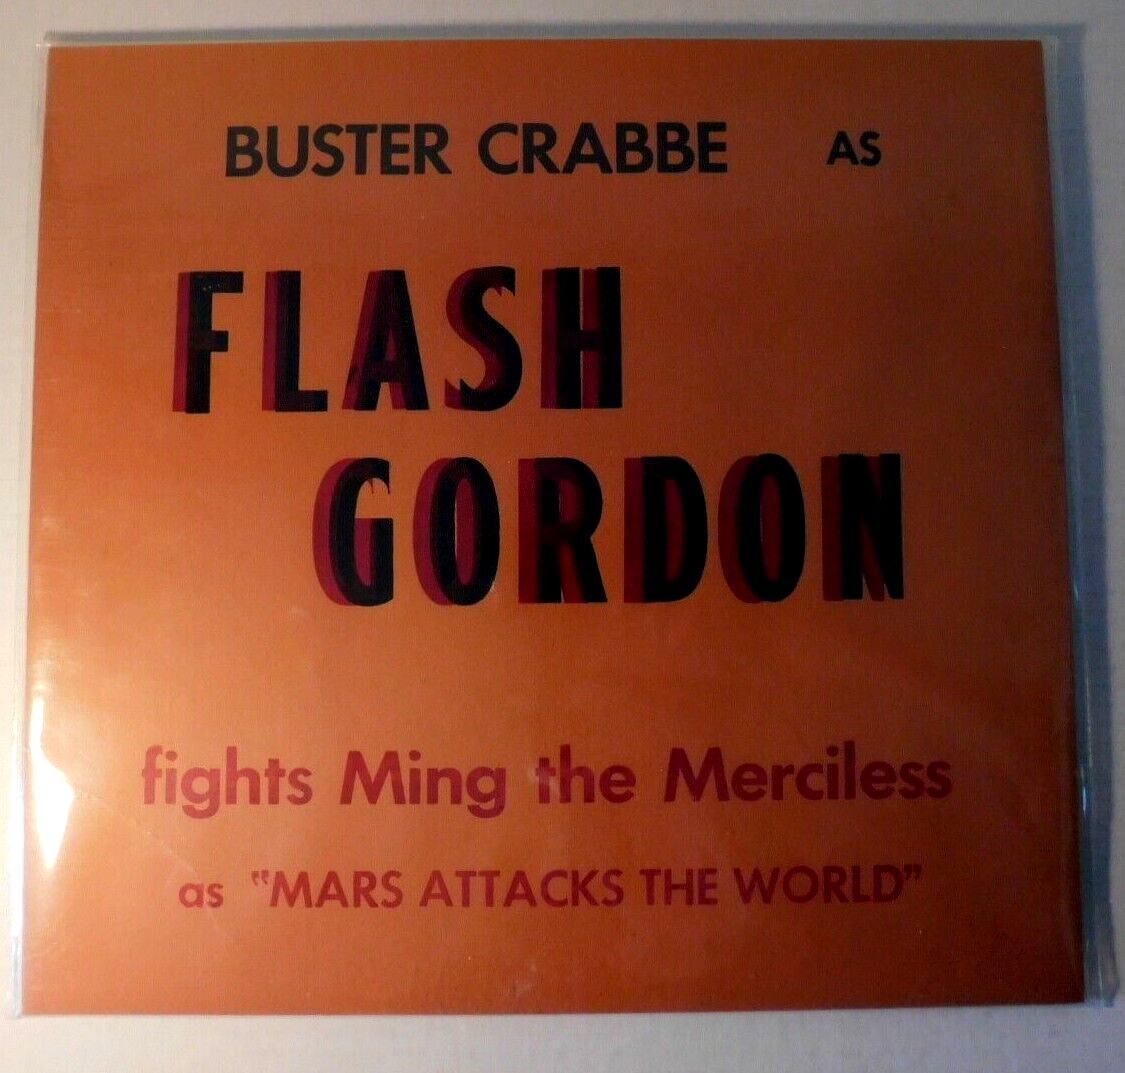 BUSTER CRABBE AS
FLASH
GORDON
fights Ming the Merciless
as "MARS ATTACKS THE WORLD"